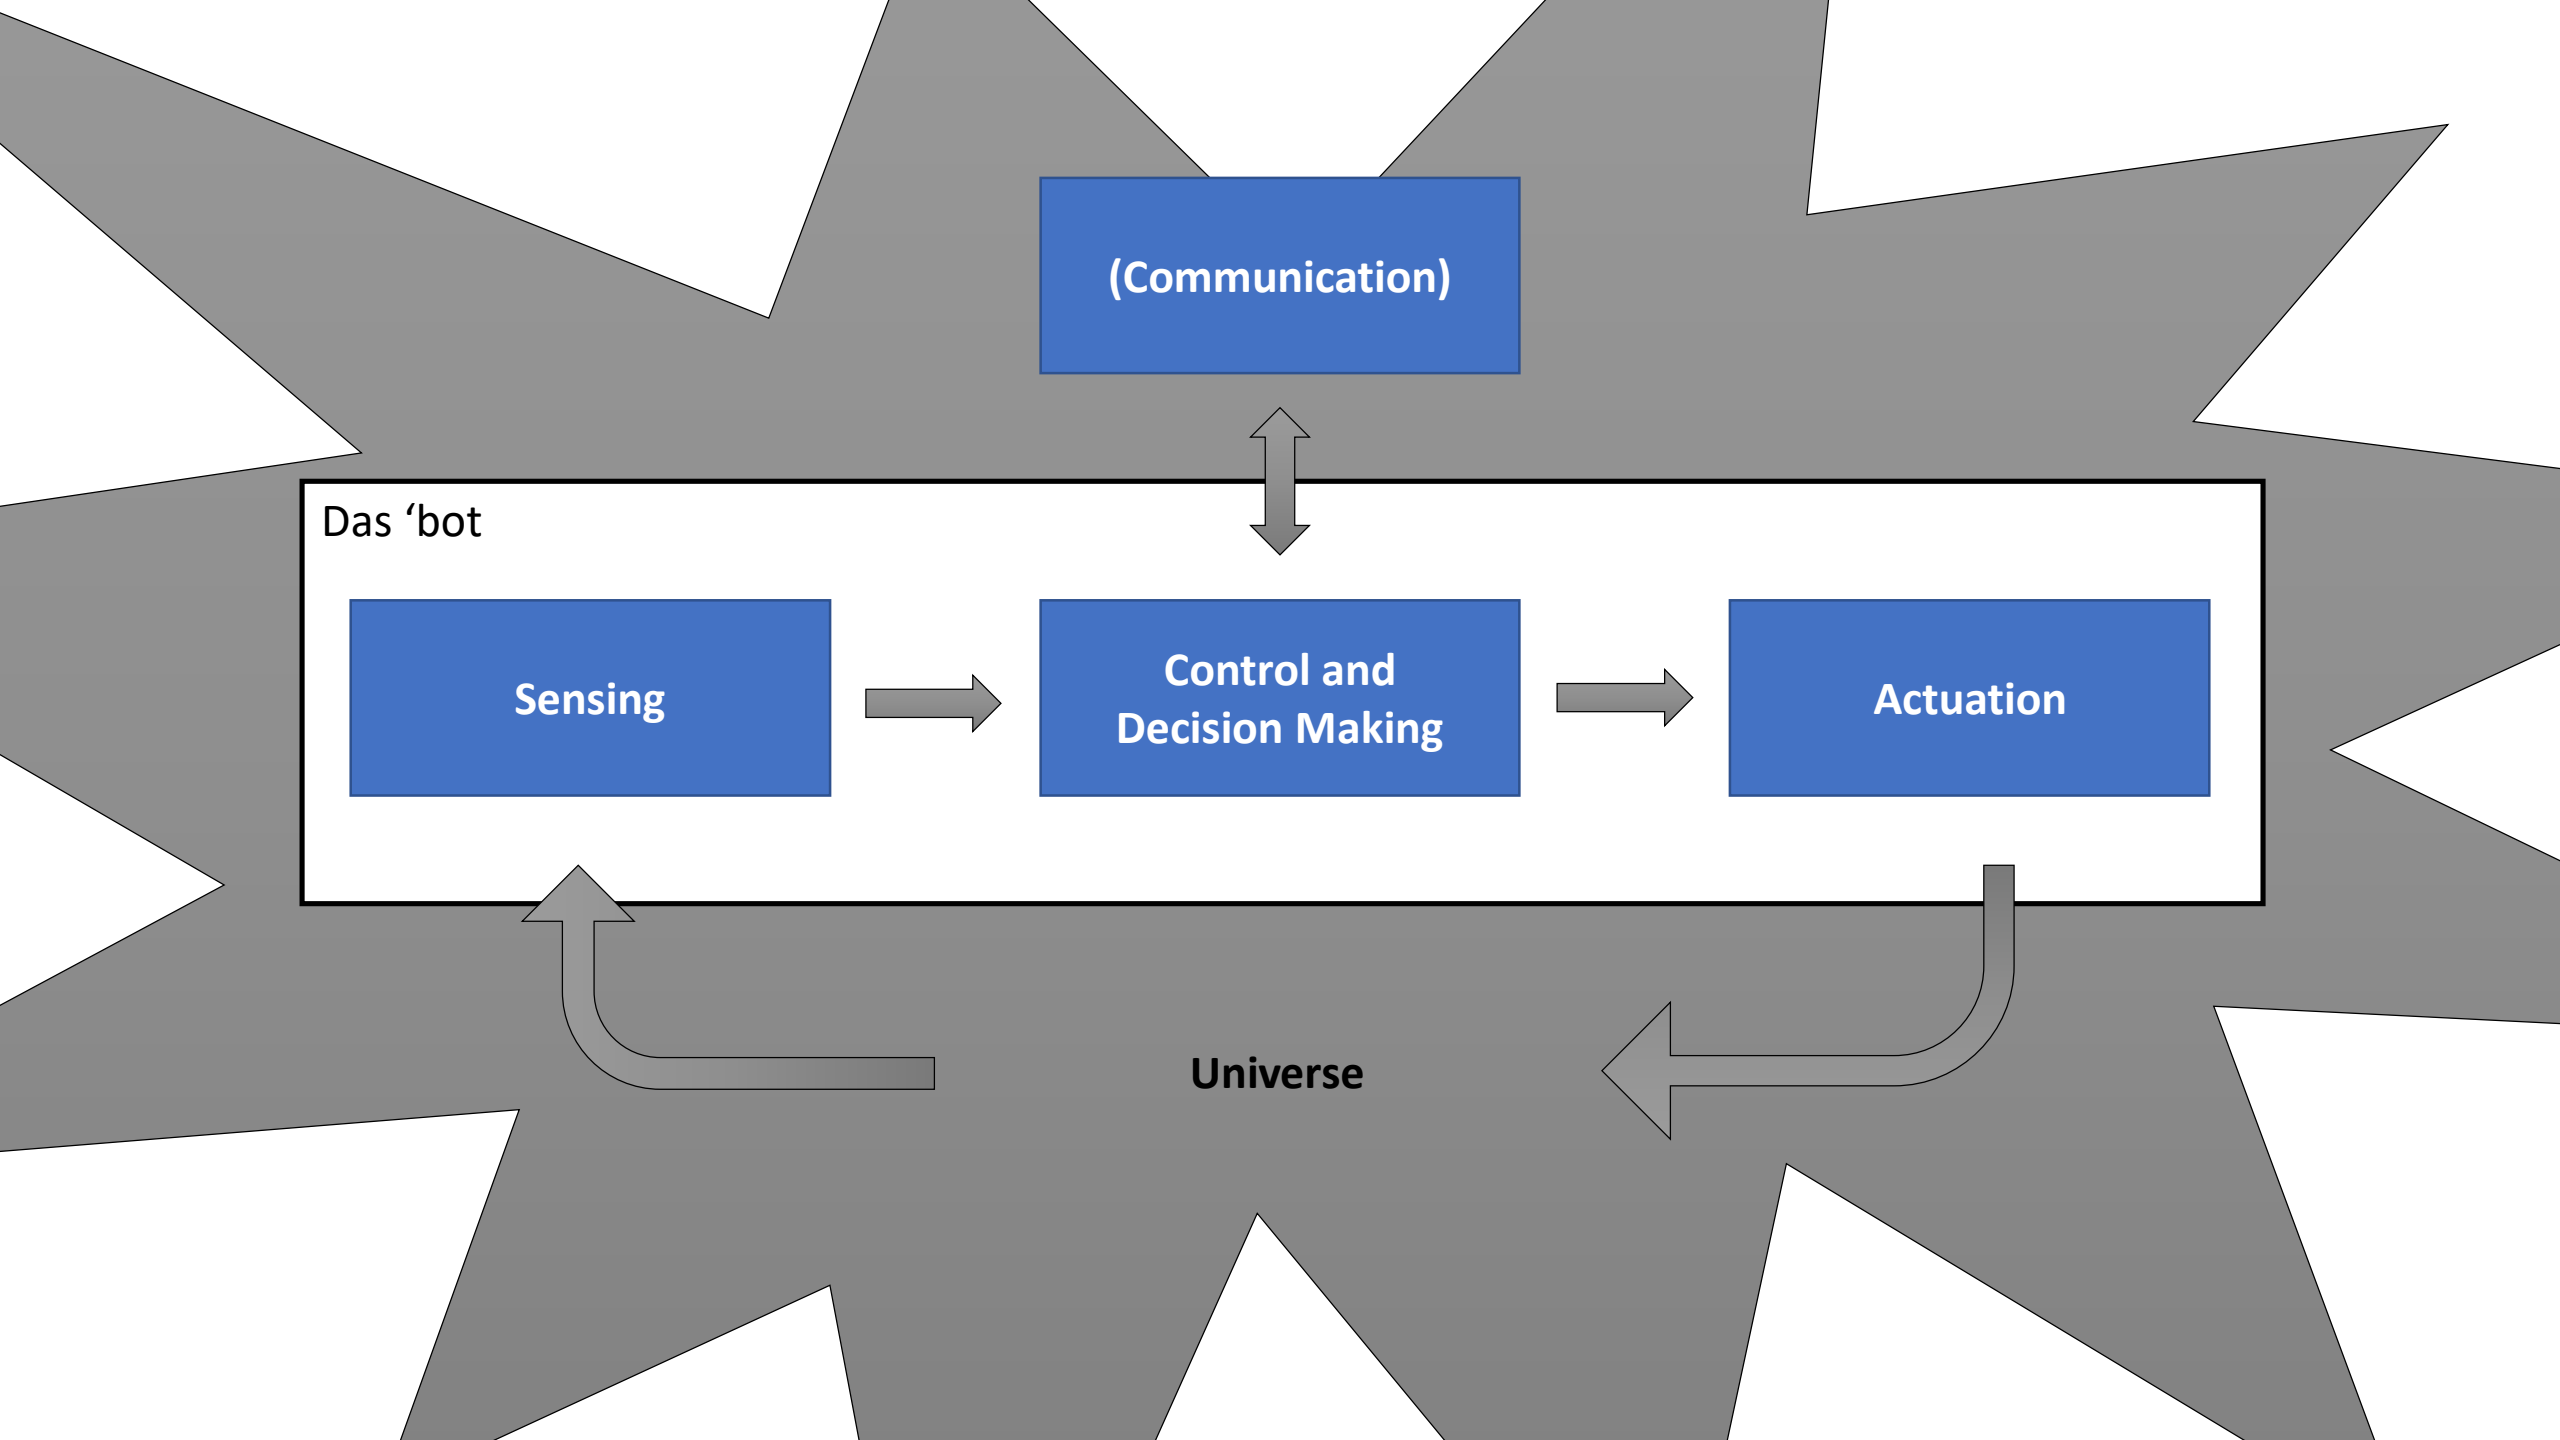 (Communication)
Das ‘bot
Sensing
Control and
Decision Making
Actuation
Universe